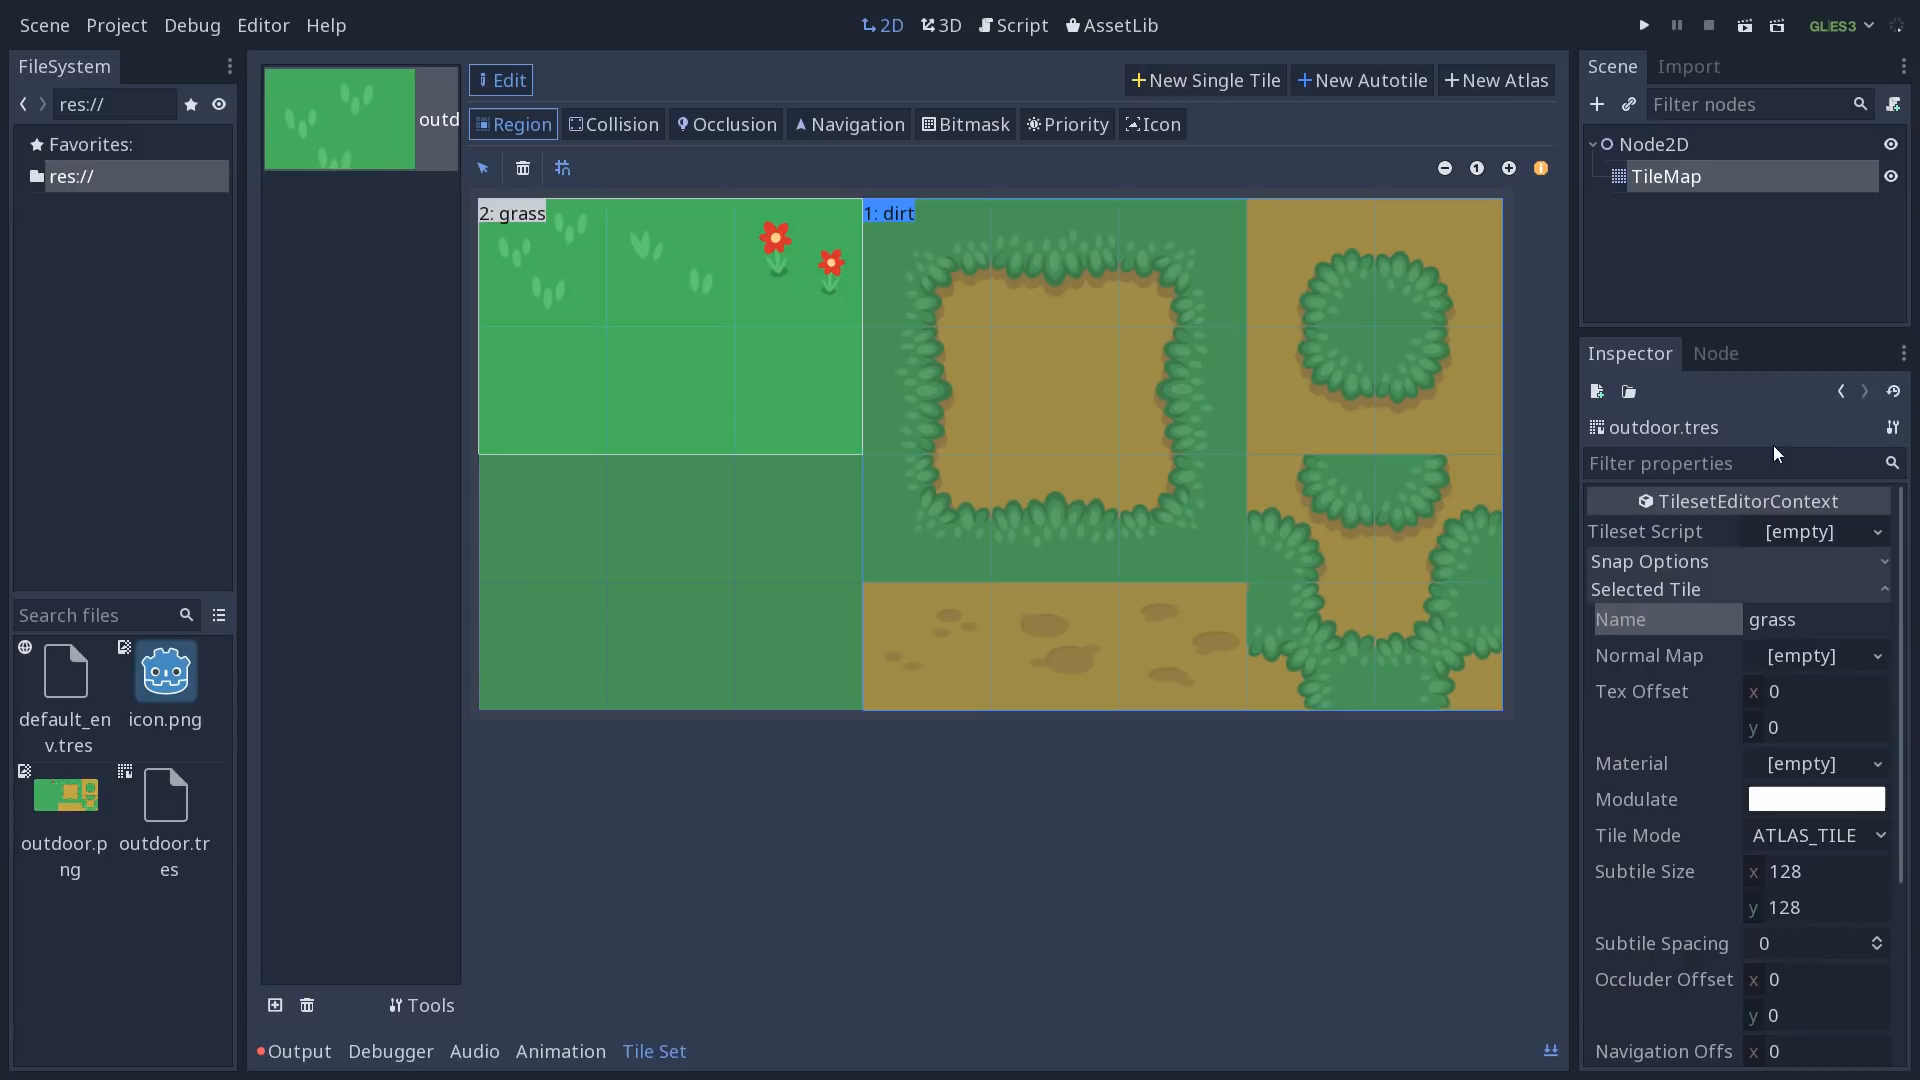 Scene Project Debug Editor Help
2D 3D Script AssetLib
GLES3
FileSystem
res://
Favorites:
res://
Search files
default_en
v.tres
icon.png
outdoor.p
ng
outdoor.tr
es
outd
Tools
Edit
New Single Tile New Autotile New Atlas
Region Collision Occlusion Navigation Bitmask Priority Icon
2: grass
1: dirt
Output Debugger Audio Animation Tile Set
Scene Import
Filter nodes
Node2D
TileMap
Inspector Node
outdoor.tres
Filter properties
TilesetEditorContext
Tileset Script [empty]
Snap Options
Selected Tile
Name grass
Normal Map [empty]
Tex Offset x 0
y 0
Material [empty]
Modulate
Tile Mode ATLAS_TILE
Subtile Size x 128
y 128
Subtile Spacing 0
Occluder Offset x 0
y 0
Navigation Offs x 0